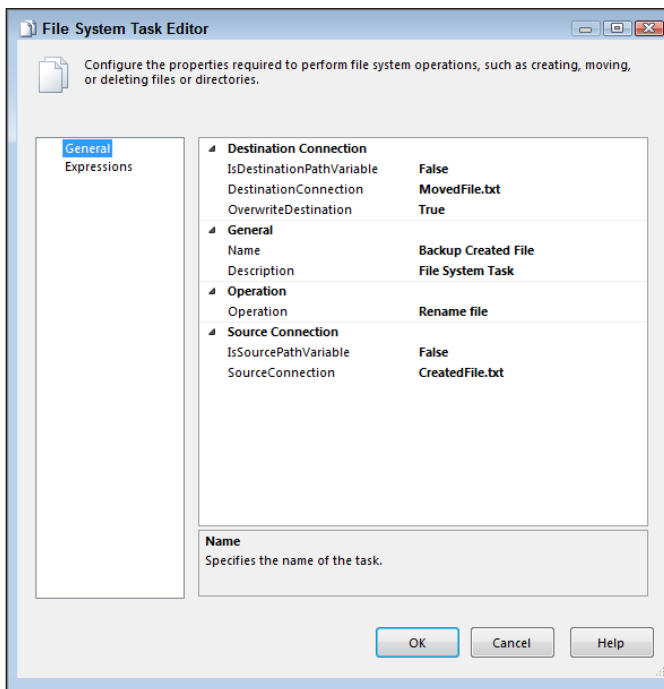 File System Task Editor
Configure the properties required to perform file system operations, such as creating, moving,
or deleting files or directories.
General
Expressions
Destination Connection
IsDestinationPathVariable False
DestinationConnection MovedFile.txt
OverwriteDestination True
General
Name Backup Created File
Description File System Task
Operation
Operation Rename file
Source Connection
IsSourcePathVariable False
SourceConnection CreatedFile.txt
Name
Specifies the name of the task.
OK Cancel Help